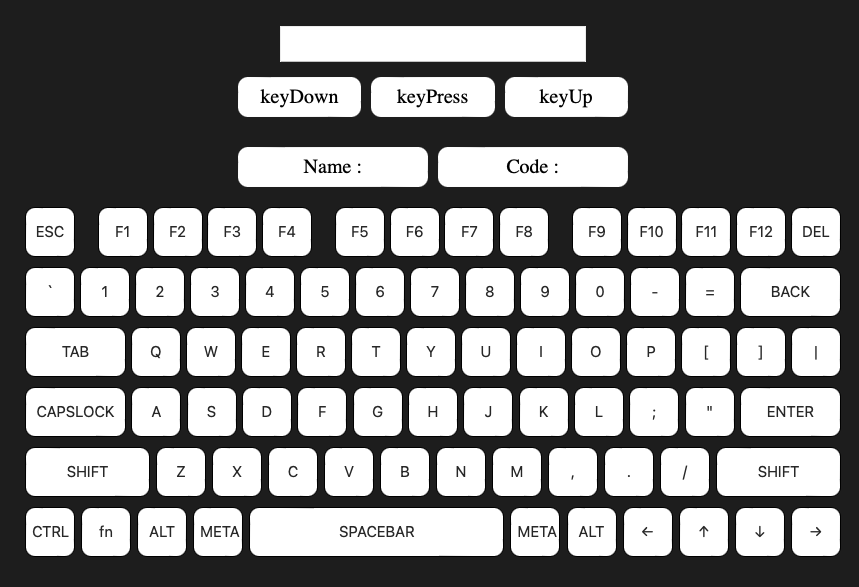 keyDown keyPress keyUp
Name : Code :
ESC F1 F2 F3 F4 F5 F6 F7 F8 F9 F10 F11 F12 DEL
` 1 2 3 4 5 6 7 8 9 0 - = BACK
TAB Q W E R T Y U I O P [ ] |
CAPSLOCK A S D F G H J K L ; " ENTER
SHIFT Z X C V B N M , . / SHIFT
CTRL fn ALT META SPACEBAR META ALT ← ↑ ↓ →